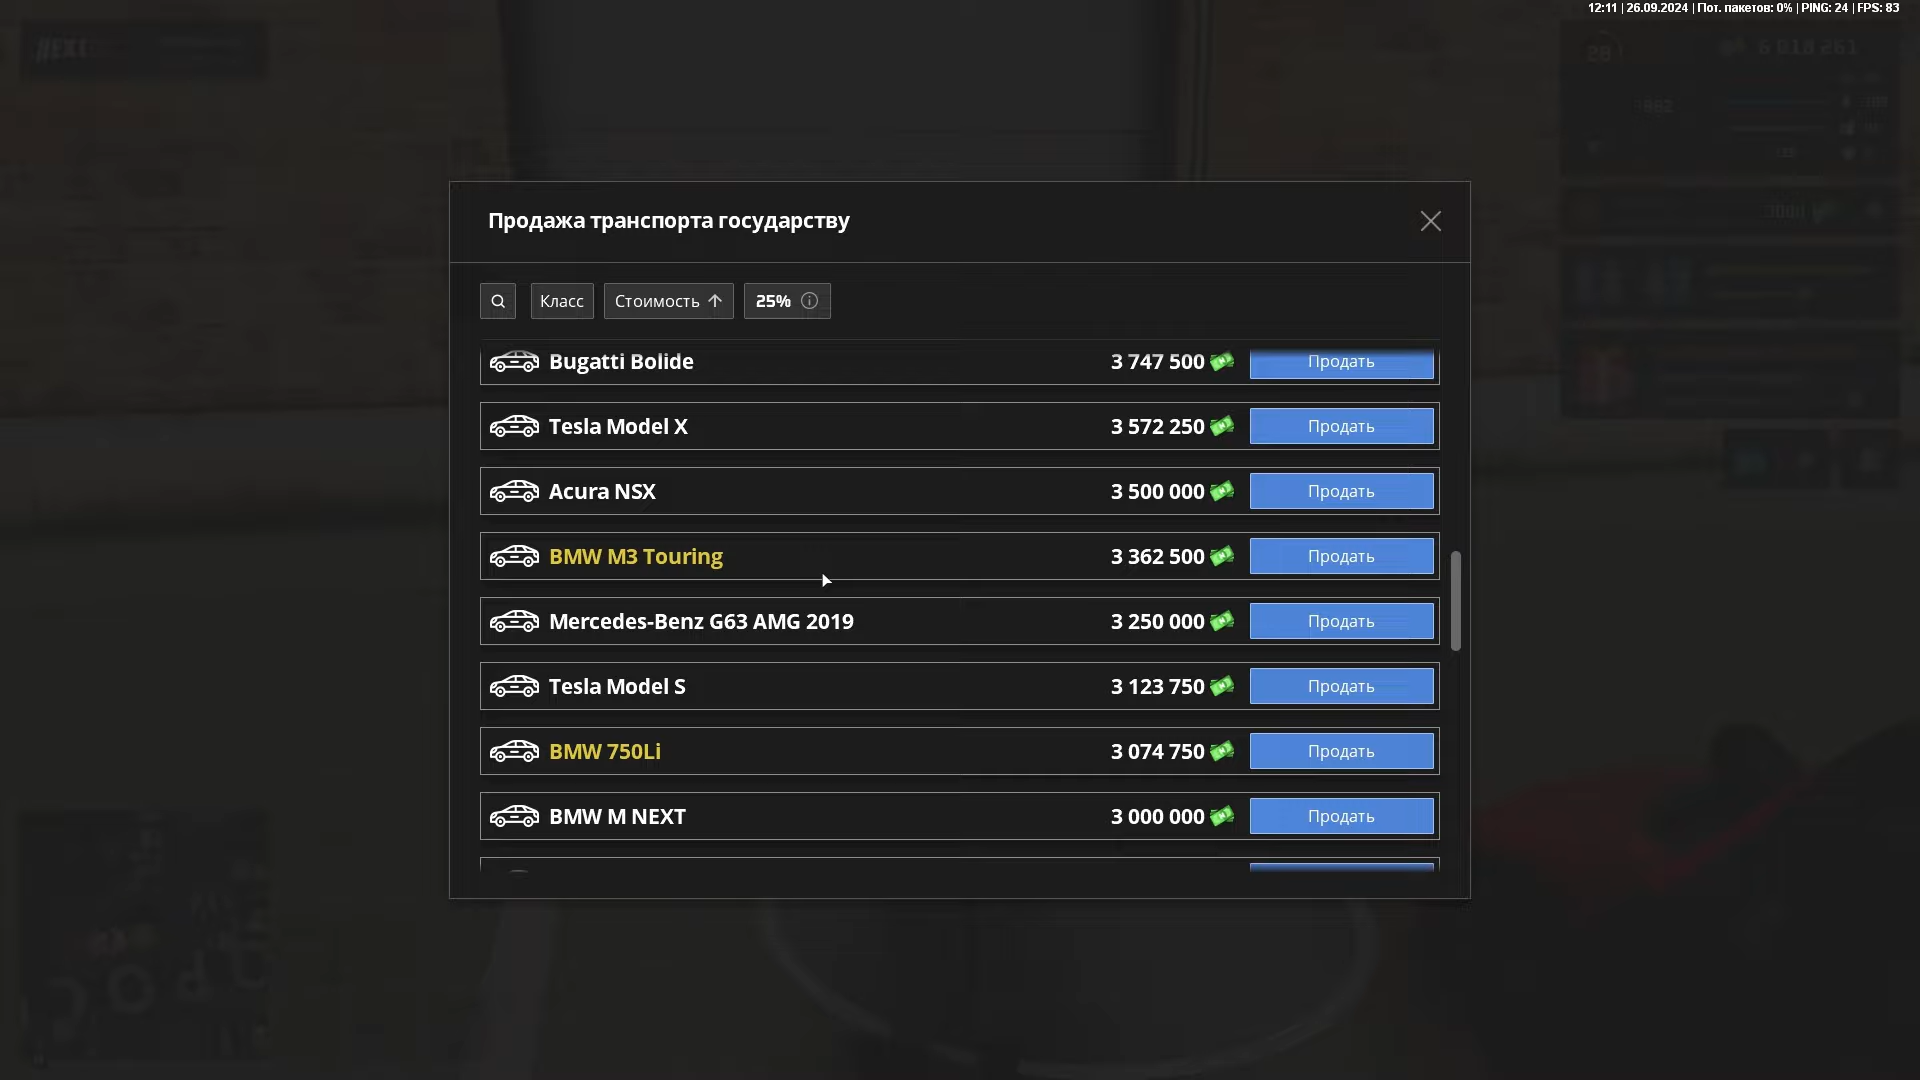 12:11 | 26.09.2024 | Пот. пакетов: 0% | PING: 24 | FPS: 83
6 018 261
Продажа транспорта государству
Класс
Стоимость
25%
Bugatti Bolide 3 747 500 Продать
Tesla Model X 3 572 250 Продать
Acura NSX 3 500 000 Продать
BMW M3 Touring 3 362 500 Продать
Mercedes-Benz G63 AMG 2019 3 250 000 Продать
Tesla Model S 3 123 750 Продать
BMW 750Li 3 074 750 Продать
BMW M NEXT 3 000 000 Продать